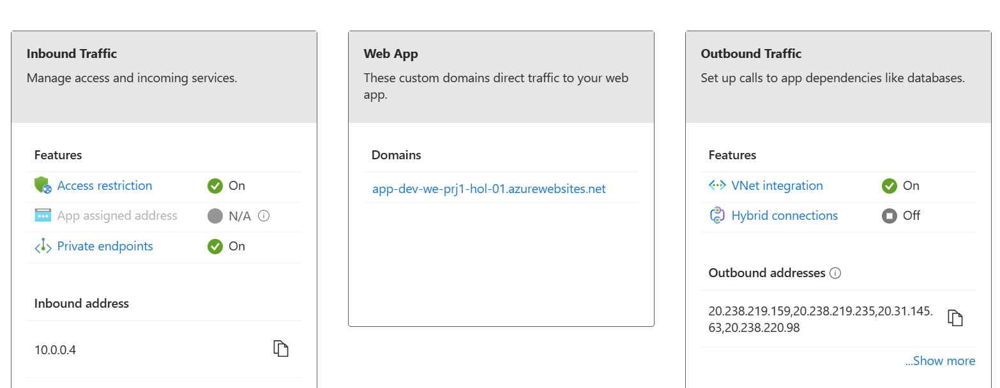 Inbound Traffic
Manage access and incoming services.
Features
Access restriction On
App assigned address N/A
Private endpoints On
Inbound address
10.0.0.4
Web App
These custom domains direct traffic to your web
app.
Domains
app-dev-we-prj1-hol-01.azurewebsites.net
Outbound Traffic
Set up calls to app dependencies like databases.
Features
VNet integration On
Hybrid connections Off
Outbound addresses
20.238.219.159,20.238.219.235,20.31.145.
63,20.238.220.98
...Show more